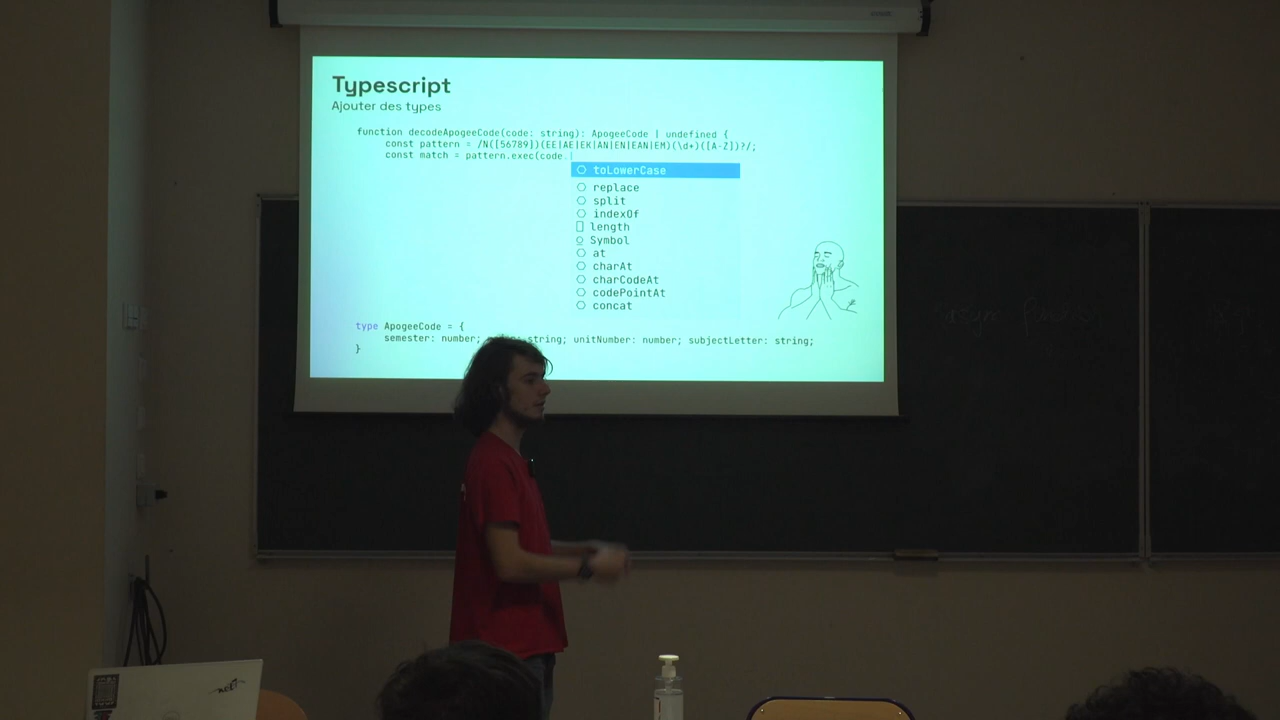 Typescript
Ajouter des types
function decodeApogeeCode(code: string): ApogeeCode | undefined {
const pattern = /N([56789])(EE|AE|EK|AN|EN|EAN|EM)(\d+)([A-Z])?/;
const match = pattern.exec(code.
toLowerCase
replace
split
indexOf
length
Symbol
at
charAt
charCodeAt
codePointAt
concat
type ApogeeCode = {
semester: number; string; unitNumber: number; subjectLetter: string;
}